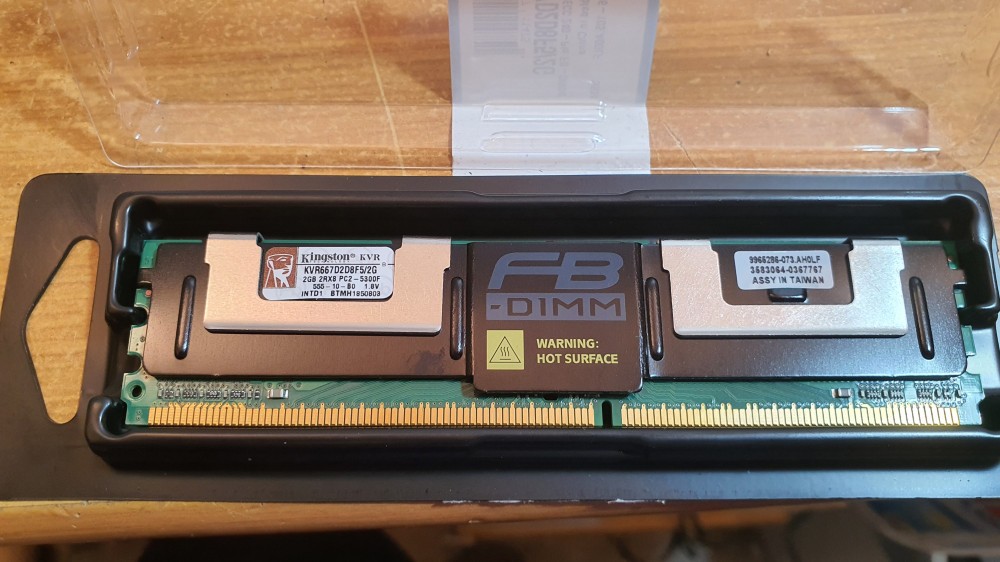 Kingston KVR
KVR667D2D8F5/2G
2GB 2RX8 PC2-5300F
555-10-B0 1.8V
INTD1 BTMH1850803
FB
-DIMM
WARNING:
HOT SURFACE
9965286-073.AH0LF
3583064-0367767
ASSY IN TAIWAN